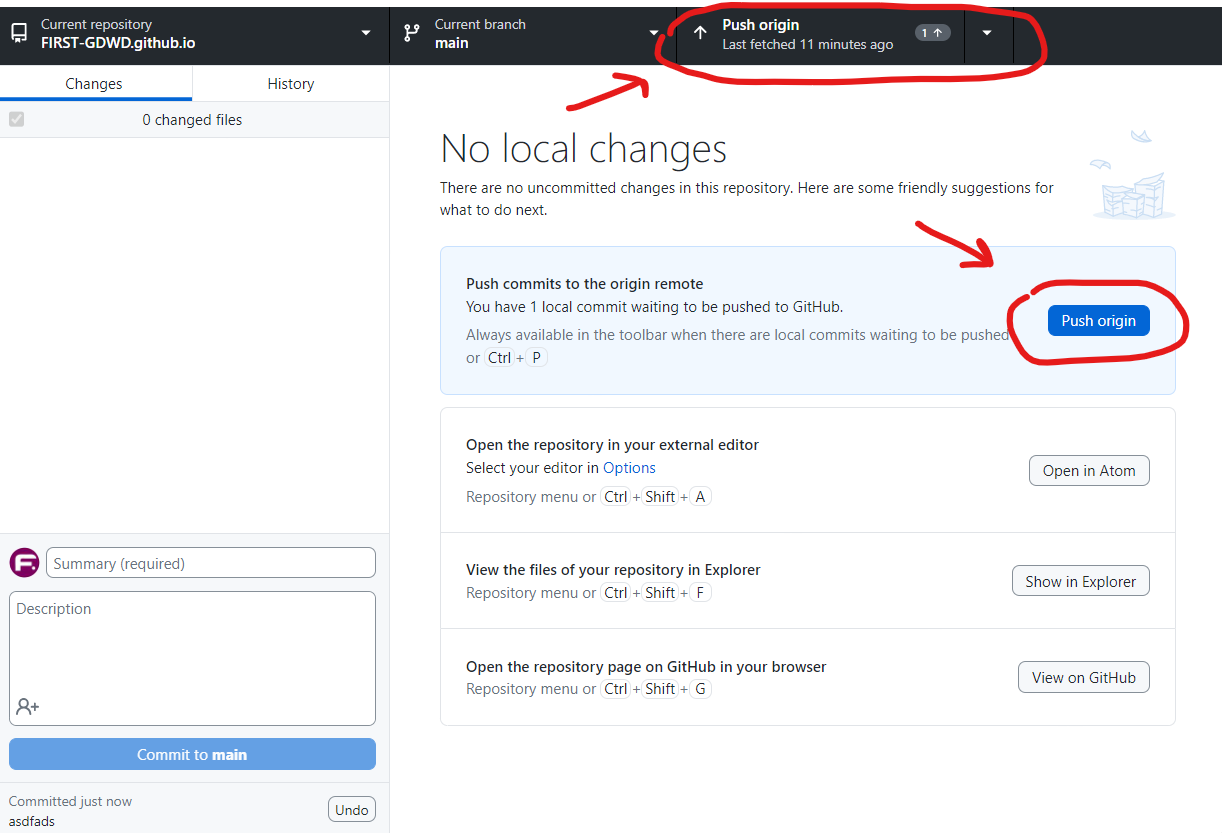 Current repository
FIRST-GDWD.github.io
Current branch
main
Push origin
Last fetched 11 minutes ago
1
Changes
History
0 changed files
No local changes
There are no uncommitted changes in this repository. Here are some friendly suggestions for
what to do next.
Push commits to the origin remote
You have 1 local commit waiting to be pushed to GitHub.
Always available in the toolbar when there are local commits waiting to be pushed
or Ctrl + P
Push origin
Open the repository in your external editor
Select your editor in Options
Repository menu or Ctrl + Shift + A
Open in Atom
View the files of your repository in Explorer
Repository menu or Ctrl + Shift + F
Show in Explorer
Open the repository page on GitHub in your browser
Repository menu or Ctrl + Shift + G
View on GitHub
F.
Summary (required)
Description
Commit to main
Committed just now
asdfads
Undo